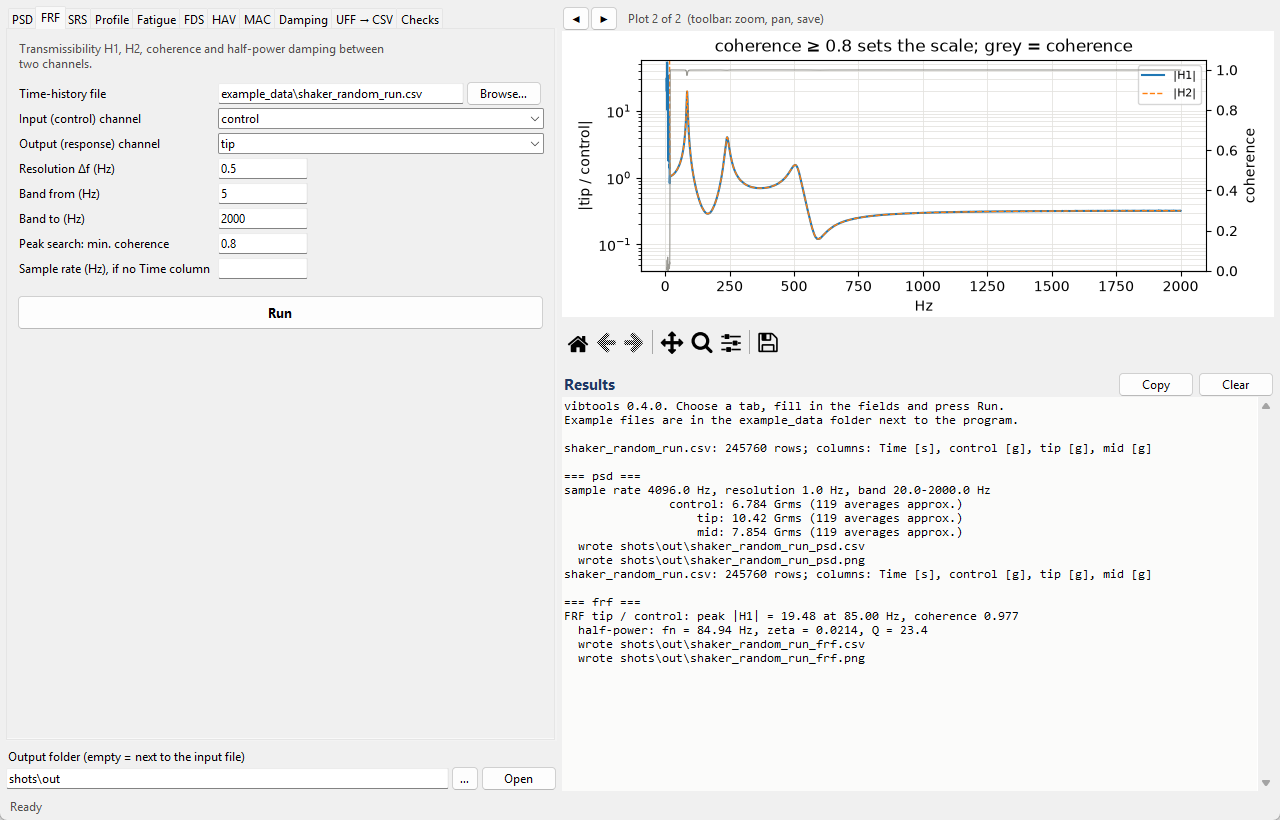 PSD FRF SRS Profile Fatigue FDS HAV MAC Damping UFF → CSV Checks
Transmissibility H1, H2, coherence and half-power damping between
two channels.
Time-history file example_data\shaker_random_run.csv Browse...
Input (control) channel control
Output (response) channel tip
Resolution Δf (Hz) 0.5
Band from (Hz) 5
Band to (Hz) 2000
Peak search: min. coherence 0.8
Sample rate (Hz), if no Time column
Run
Output folder (empty = next to the input file)
shots\out ... Open
Ready
◄ ► Plot 2 of 2 (toolbar: zoom, pan, save)
coherence ≥ 0.8 sets the scale; grey = coherence
|tip / control|
10¹
10⁰
10⁻¹
|H1|
|H2|
1.0
0.8
0.6
0.4
0.2
0.0
coherence
0 250 500 750 1000 1250 1500 1750 2000
Hz
Results Copy Clear
vibtools 0.4.0. Choose a tab, fill in the fields and press Run.
Example files are in the example_data folder next to the program.
shaker_random_run.csv: 245760 rows; columns: Time [s], control [g], tip [g], mid [g]
=== psd ===
sample rate 4096.0 Hz, resolution 1.0 Hz, band 20.0-2000.0 Hz
control: 6.784 Grms (119 averages approx.)
tip: 10.42 Grms (119 averages approx.)
mid: 7.854 Grms (119 averages approx.)
wrote shots\out\shaker_random_run_psd.csv
wrote shots\out\shaker_random_run_psd.png
shaker_random_run.csv: 245760 rows; columns: Time [s], control [g], tip [g], mid [g]
=== frf ===
FRF tip / control: peak |H1| = 19.48 at 85.00 Hz, coherence 0.977
half-power: fn = 84.94 Hz, zeta = 0.0214, Q = 23.4
wrote shots\out\shaker_random_run_frf.csv
wrote shots\out\shaker_random_run_frf.png